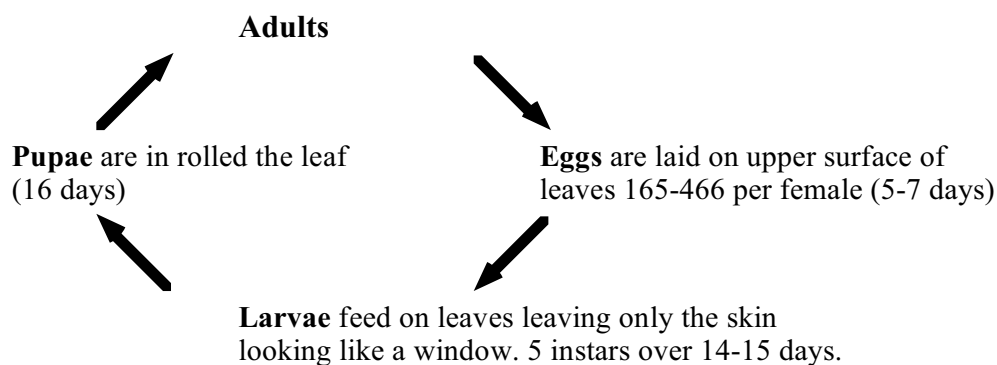 Adults
Pupae are in rolled the leaf
(16 days)
Eggs are laid on upper surface of
leaves 165-466 per female (5-7 days)
Larvae feed on leaves leaving only the skin
looking like a window. 5 instars over 14-15 days.